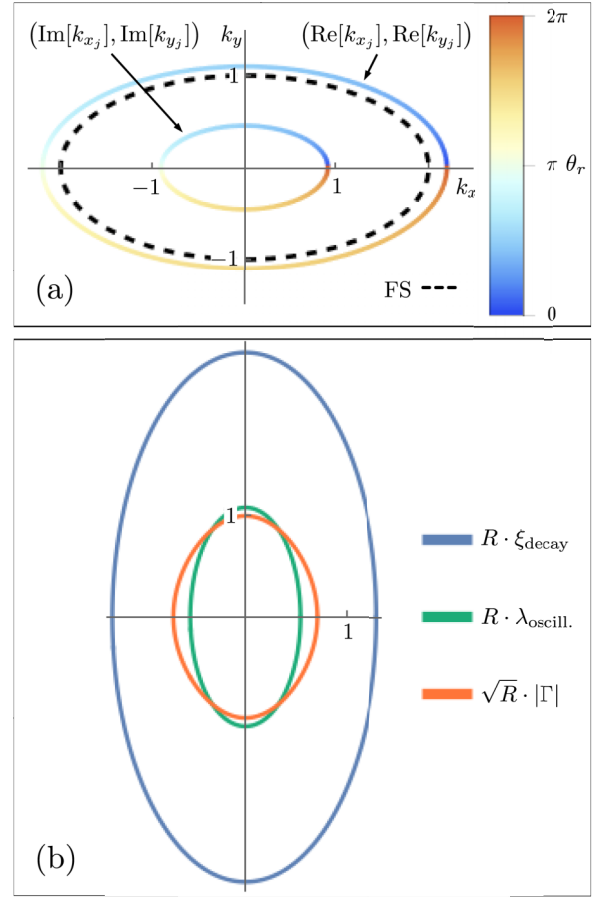 (Im[k_{x_j}], Im[k_{y_j}]) k_y (Re[k_{x_j}], Re[k_{y_j}]) 2π
1
−1 1 k_x π θ_r
−1
(a) FS 0
1
R · ξ_decay
1
R · λ_oscill.
√R · |Γ|
(b)